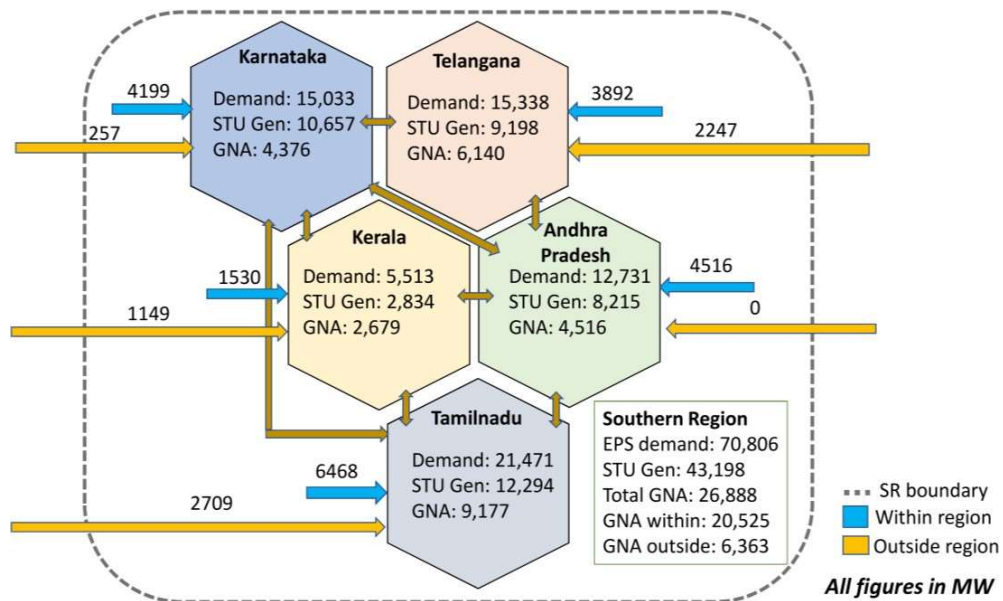 Karnataka
Demand: 15,033
STU Gen: 10,657
GNA: 4,376
4199
257
Telangana
Demand: 15,338
STU Gen: 9,198
GNA: 6,140
3892
2247
Kerala
Demand: 5,513
STU Gen: 2,834
GNA: 2,679
1530
1149
Andhra
Pradesh
Demand: 12,731
STU Gen: 8,215
GNA: 4,516
4516
0
Tamilnadu
Demand: 21,471
STU Gen: 12,294
GNA: 9,177
6468
2709
Southern Region
EPS demand: 70,806
STU Gen: 43,198
Total GNA: 26,888
GNA within: 20,525
GNA outside: 6,363
SR boundary
Within region
Outside region
All figures in MW